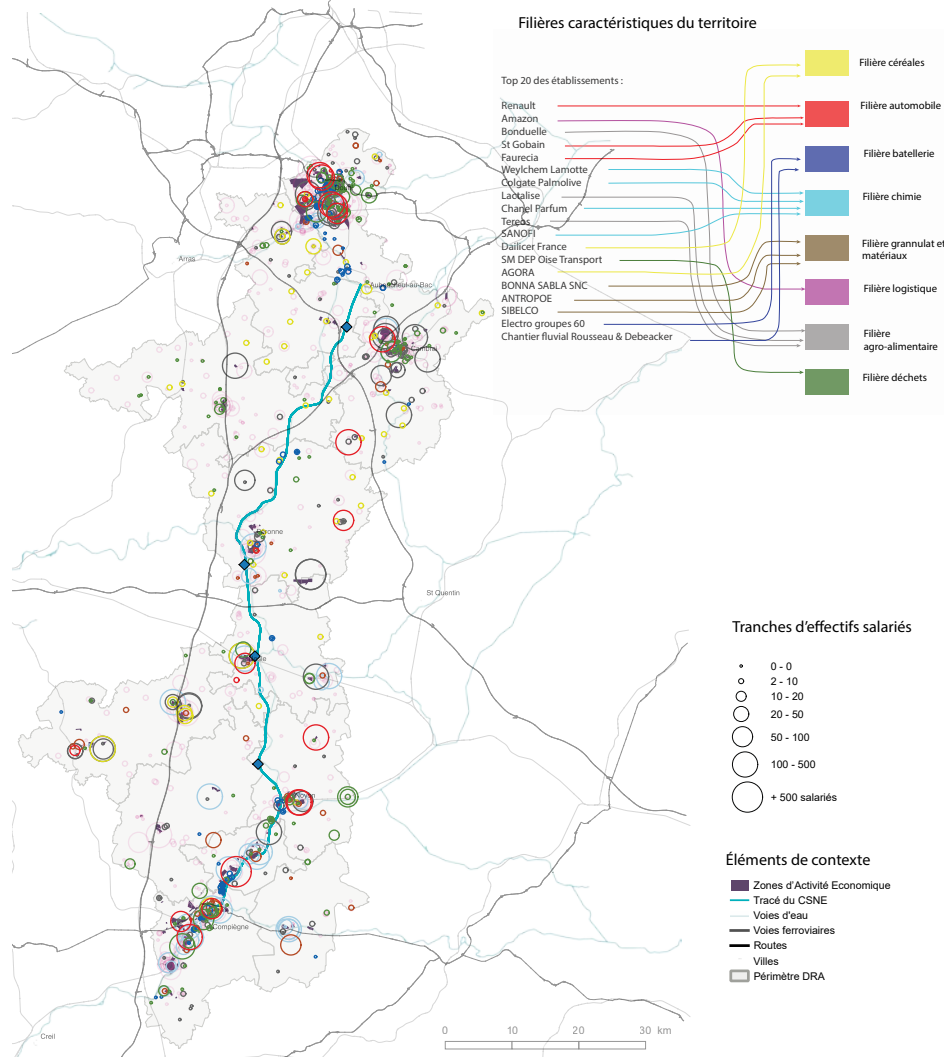 Filières caractéristiques du territoire
Top 20 des établissements :
Renault
Amazon
Bonduelle
St Gobain
Faurecia
Weylchem Lamotte
Colgate Palmolive
Lactalise
Chanel Parfum
Tereos
SANOFI
Dailicer France
SM DEP Oise Transport
AGORA
BONNA SABLA SNC
ANTROPOE
SIBELCO
Electro groupes 60
Chantier fluvial Rousseau & Debeacker
Filière céreales
Filière automobile
Filière batellerie
Filière chimie
Filière grannulat et
matériaux
Filière logistique
Filière
agro-alimentaire
Filière déchets
Arras
Cambrai
St Quentin
Noyon
Compiègne
Creil
Tranches d'effectifs salariés
0 - 0
2 - 10
10 - 20
20 - 50
50 - 100
100 - 500
+ 500 salariés
Éléments de contexte
Zones d'Activité Economique
Tracé du CSNE
Voies d'eau
Voies ferroviaires
Routes
Villes
Périmètre DRA
0 10 20 30 km